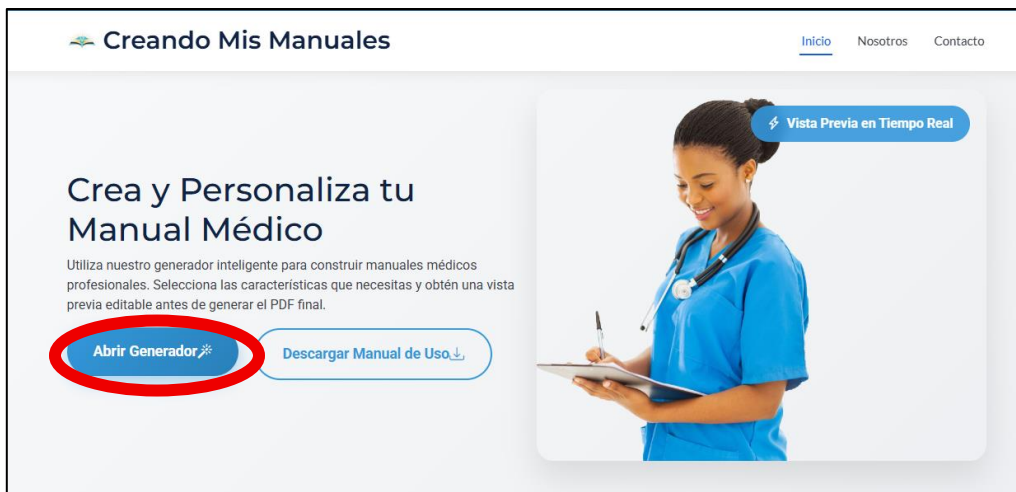 Creando Mis Manuales
Inicio Nosotros Contacto
Vista Previa en Tiempo Real
Crea y Personaliza tu
Manual Médico
Utiliza nuestro generador inteligente para construir manuales médicos
profesionales. Selecciona las características que necesitas y obtén una vista
previa editable antes de generar el PDF final.
Abrir Generador
Descargar Manual de Uso